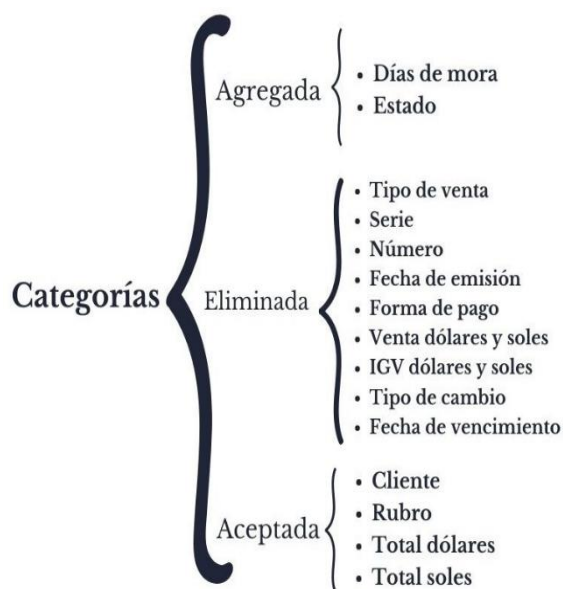 Categorías
Agregada
• Días de mora
• Estado
Eliminada
• Tipo de venta
• Serie
• Número
• Fecha de emisión
• Forma de pago
• Venta dólares y soles
• IGV dólares y soles
• Tipo de cambio
• Fecha de vencimiento
Aceptada
• Cliente
• Rubro
• Total dólares
• Total soles